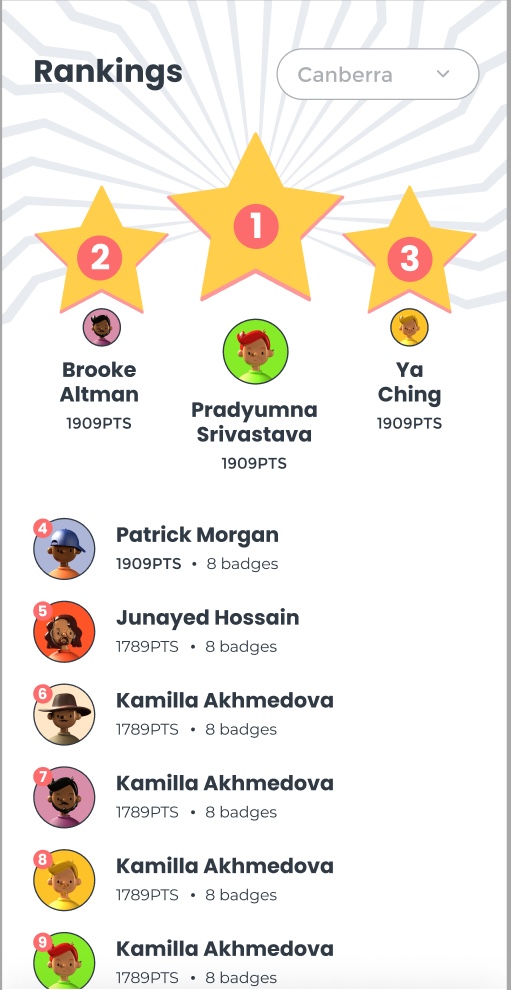 Rankings
Canberra
1
2
3
Brooke
Altman
1909PTS
Pradyumna
Srivastava
1909PTS
Ya
Ching
1909PTS
4
Patrick Morgan
1909PTS • 8 badges
5
Junayed Hossain
1789PTS • 8 badges
6
Kamilla Akhmedova
1789PTS • 8 badges
7
Kamilla Akhmedova
1789PTS • 8 badges
8
Kamilla Akhmedova
1789PTS • 8 badges
9
Kamilla Akhmedova
1789PTS • 8 badges